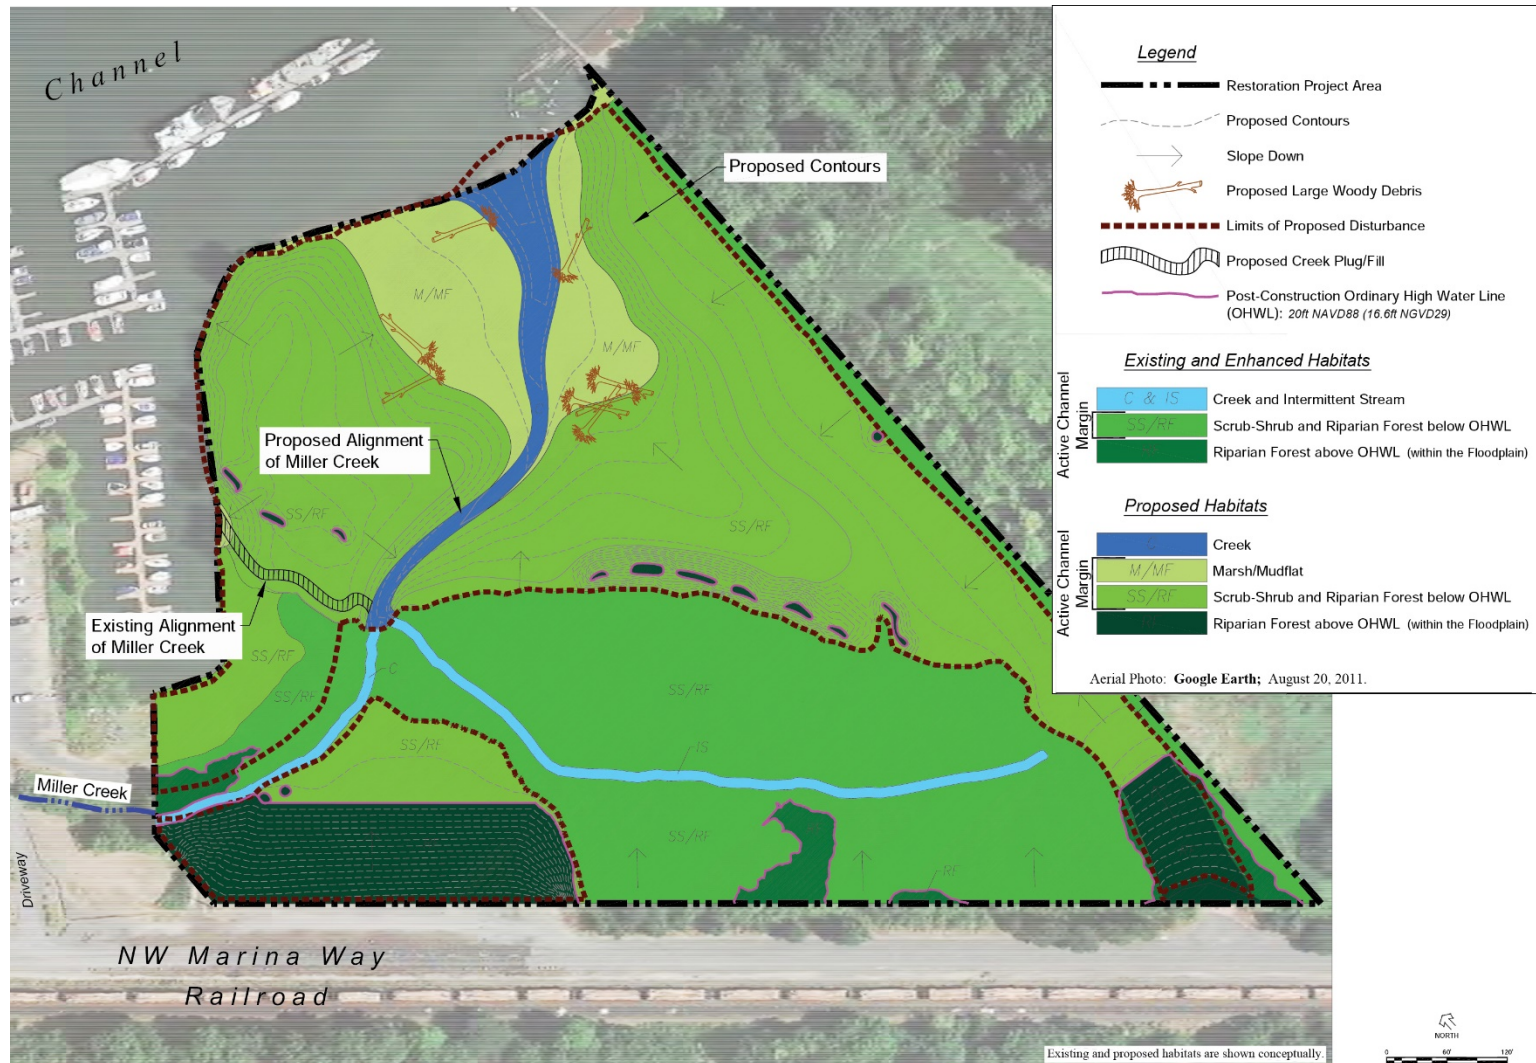 Channel
Proposed Contours
M/MF
M/MF
Proposed Alignment
of Miller Creek
SS/RF
SS/RF
Existing Alignment
of Miller Creek
SS/RF
SS/RF
C
SS/RF
SS/RF
IS
Miller Creek
SS/RF
RF
Driveway
NW Marina Way
Railroad
Legend
Restoration Project Area
Proposed Contours
Slope Down
Proposed Large Woody Debris
Limits of Proposed Disturbance
Proposed Creek Plug/Fill
Post-Construction Ordinary High Water Line
(OHWL): 20ft NAVD88 (16.6ft NGVD29)
Existing and Enhanced Habitats
Active Channel
Margin
C & IS Creek and Intermittent Stream
SS/RF Scrub-Shrub and Riparian Forest below OHWL
Riparian Forest above OHWL (within the Floodplain)
Proposed Habitats
Active Channel
Margin
C Creek
M/MF Marsh/Mudflat
SS/RF Scrub-Shrub and Riparian Forest below OHWL
RF Riparian Forest above OHWL (within the Floodplain)
Aerial Photo: Google Earth; August 20, 2011.
NORTH
0 60' 120'
Existing and proposed habitats are shown conceptually.